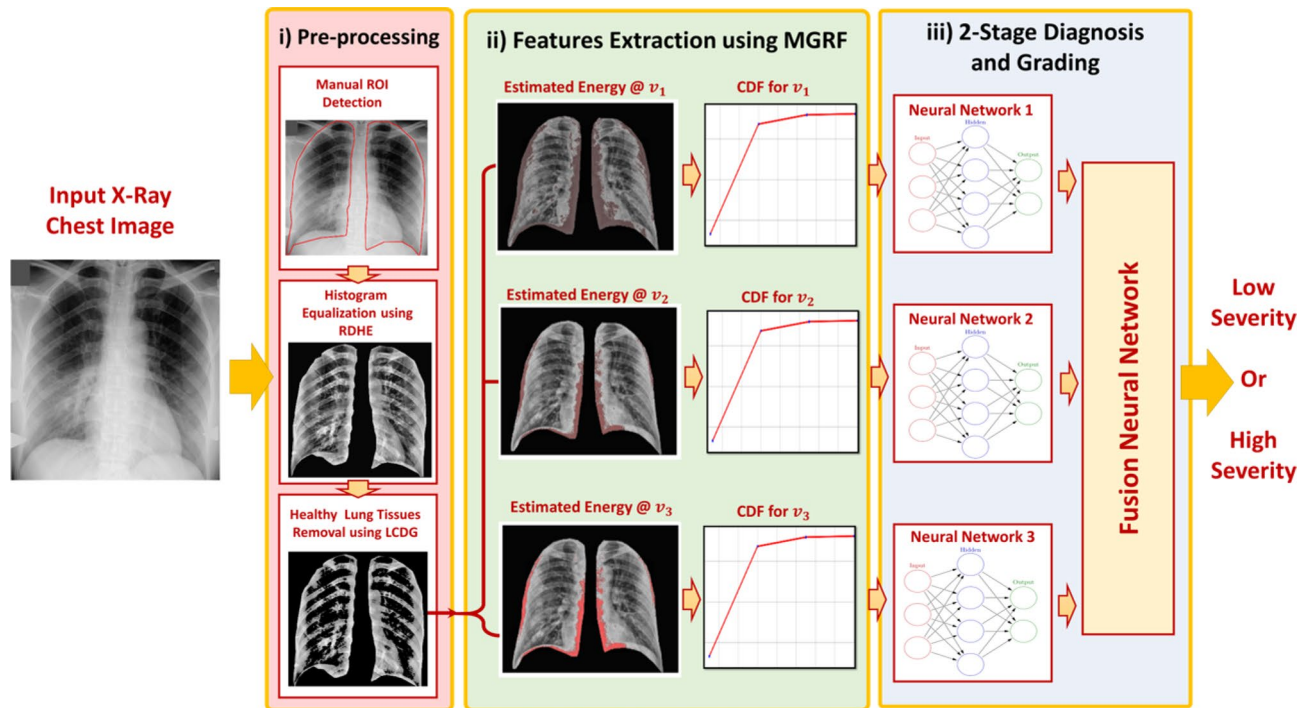 Input X-Ray
Chest Image
i) Pre-processing
Manual ROI
Detection
Histogram
Equalization using
RDHE
Healthy Lung Tissues
Removal using LCDG
ii) Features Extraction using MGRF
Estimated Energy @ v₁
CDF for v₁
Estimated Energy @ v₂
CDF for v₂
Estimated Energy @ v₃
CDF for v₃
iii) 2-Stage Diagnosis
and Grading
Neural Network 1
Hidden
Input
Output
Neural Network 2
Hidden
Input
Output
Neural Network 3
Hidden
Input
Output
Fusion Neural Network
Low
Severity
Or
High
Severity